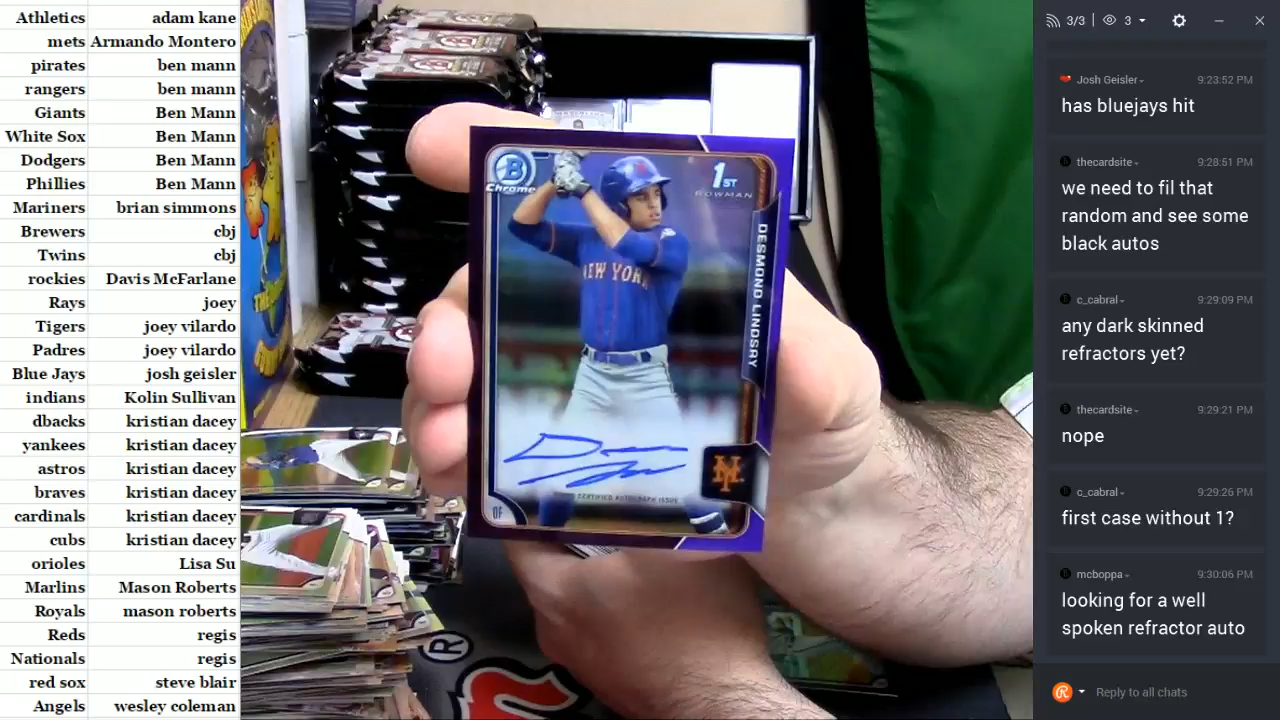 Athletics adam kane
mets Armando Montero
pirates ben mann
rangers ben mann
Giants Ben Mann
White Sox Ben Mann
Dodgers Ben Mann
Phillies Ben Mann
Mariners brian simmons
Brewers cbj
Twins cbj
rockies Davis McFarlane
Rays joey
Tigers joey vilardo
Padres joey vilardo
Blue Jays josh geisler
indians Kolin Sullivan
dbacks kristian dacey
yankees kristian dacey
astros kristian dacey
braves kristian dacey
cardinals kristian dacey
cubs kristian dacey
orioles Lisa Su
Marlins Mason Roberts
Royals mason roberts
Reds regis
Nationals regis
red sox steve blair
Angels wesley coleman
B
Chrome
1ST
BOWMAN
DESMOND LINDSAY
NEW YORK
CERTIFIED AUTOGRAPH ISSUE
OF
NY
®
3/3 3
Josh Geisler 9:23:52 PM
has bluejays hit
thecardsite 9:28:51 PM
we need to fil that
random and see some
black autos
c_cabral 9:29:09 PM
any dark skinned
refractors yet?
thecardsite 9:29:21 PM
nope
c_cabral 9:29:26 PM
first case without 1?
mcboppa 9:30:06 PM
looking for a well
spoken refractor auto
Reply to all chats